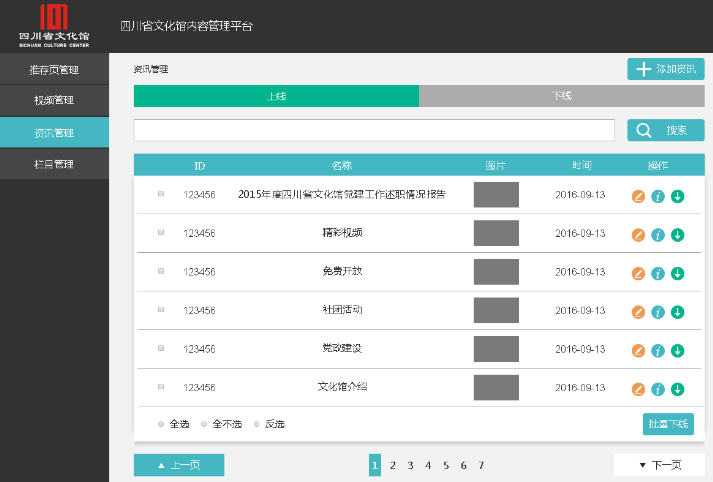 四川省文化馆
SICHUAN CULTURE CENTER
四川省文化馆内容管理平台
推荐页管理
视频管理
资讯管理
栏目管理
资讯管理
添加资讯
上线 下线
搜素
ID 名称 图片 时间 操作
123456 2015年度四川省文化馆党建工作述职情况报告 2016-09-13
123456 精彩视频 2016-09-13
123456 免费开放 2016-09-13
123456 社团活动 2016-09-13
123456 党政建设 2016-09-13
123456 文化馆介绍 2016-09-13
全选 全不选 反选 批量下线
上一页 1 2 3 4 5 6 7 下一页